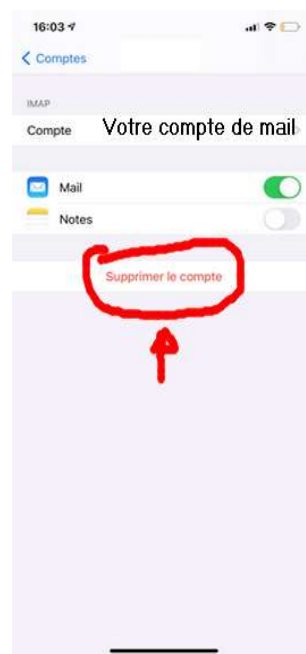 16:03
Comptes
IMAP
Compte Votre compte de mail
Mail
Notes
Supprimer le compte